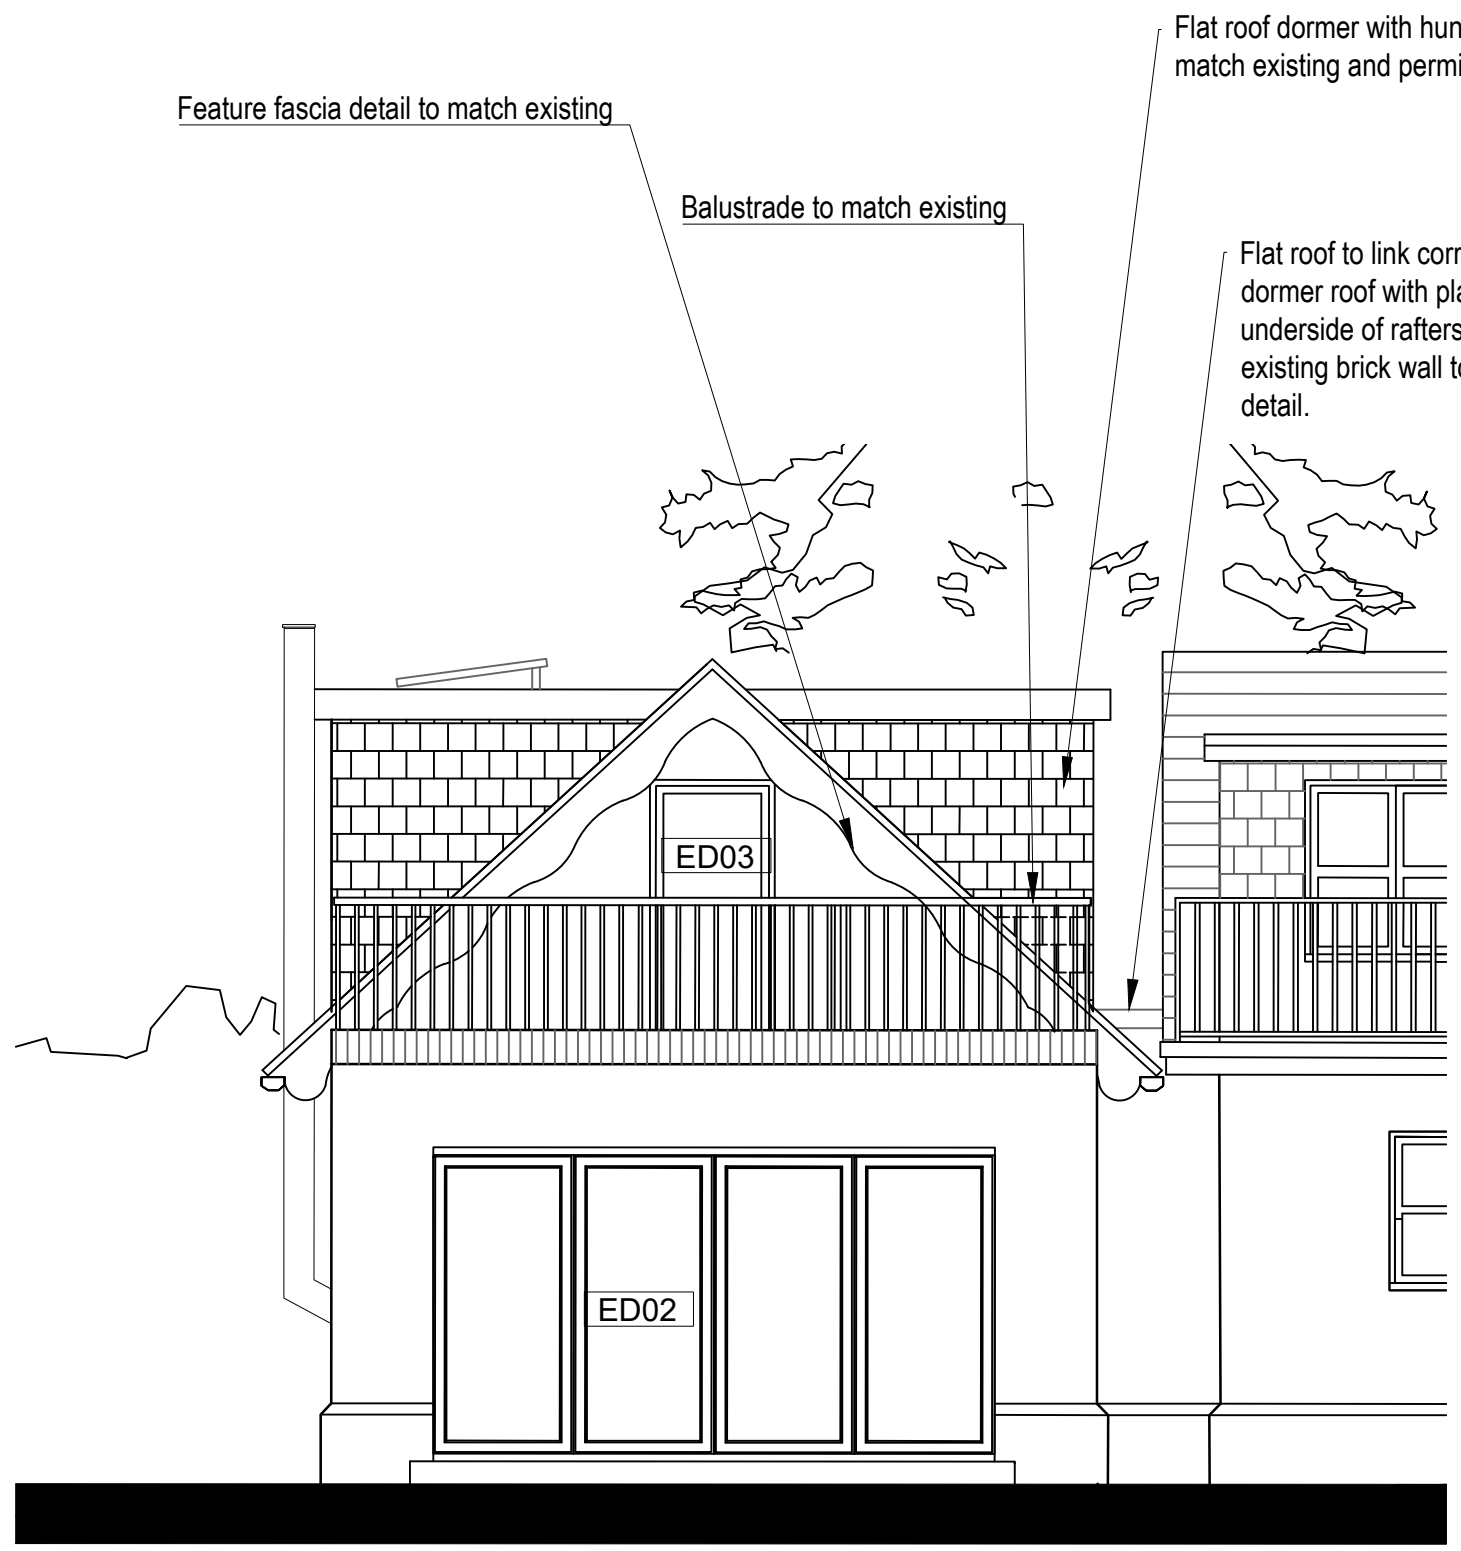 Flat roof dormer with hun
match existing and permi
Feature fascia detail to match existing
Balustrade to match existing
Flat roof to link corr
dormer roof with pla
underside of rafters
existing brick wall to
detail.
ED03
ED02